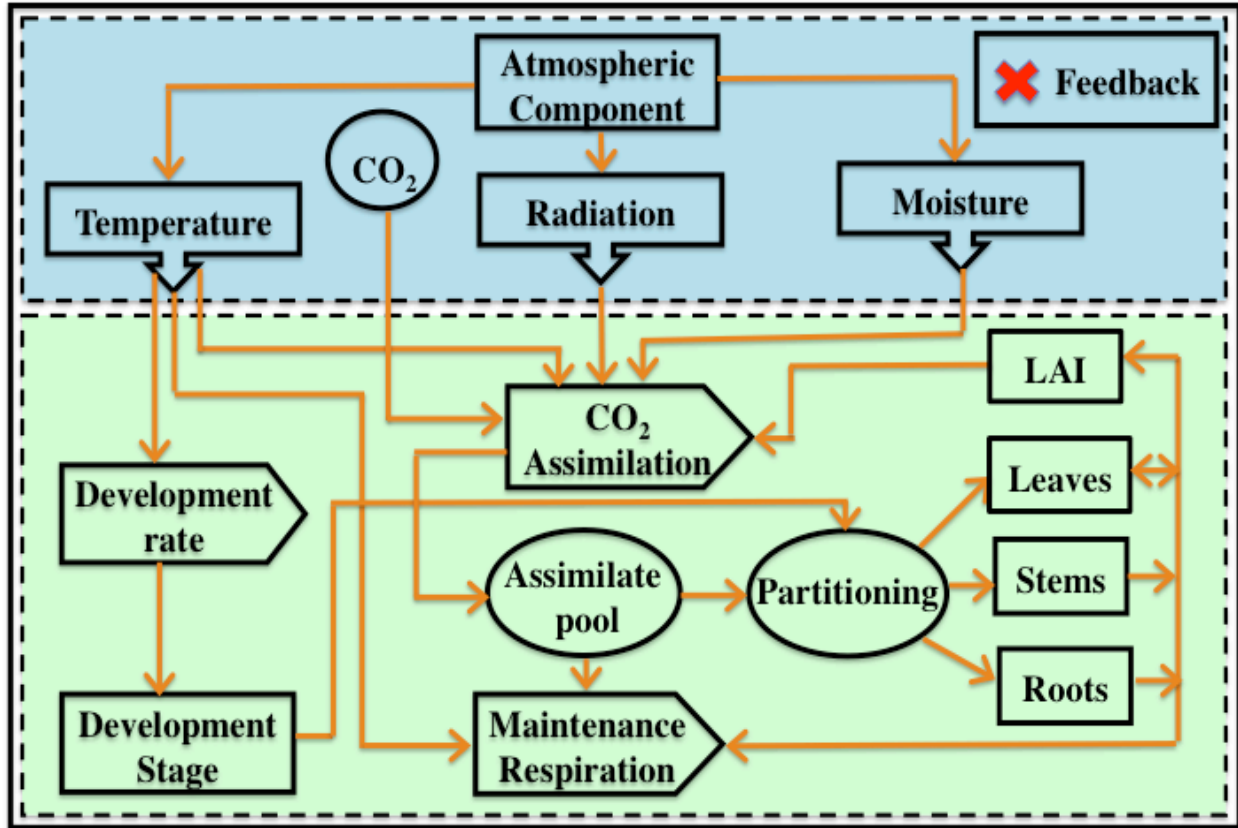 Atmospheric
Component
Feedback
CO₂
Temperature
Radiation
Moisture
LAI
CO₂
Assimilation
Leaves
Development
rate
Assimilate
pool
Partitioning
Stems
Roots
Development
Stage
Maintenance
Respiration